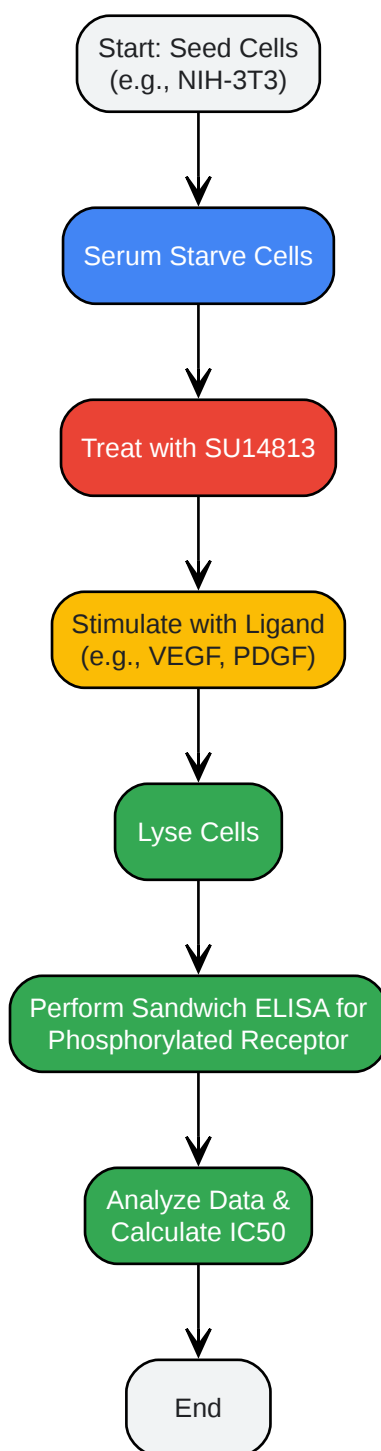 Start: Seed Cells
(e.g., NIH-3T3)
Serum Starve Cells
Treat with SU14813
Stimulate with Ligand
(e.g., VEGF, PDGF)
Lyse Cells
Perform Sandwich ELISA for
Phosphorylated Receptor
Analyze Data &
Calculate IC50
End